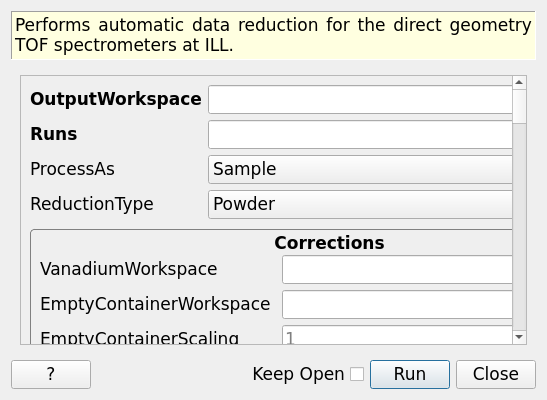 Performs automatic data reduction for the direct geometry
TOF spectrometers at ILL.
OutputWorkspace
Runs
ProcessAs Sample
ReductionType Powder
Corrections
VanadiumWorkspace
EmptyContainerWorkspace
EmptyContainerScaling 1
? Keep Open Run Close